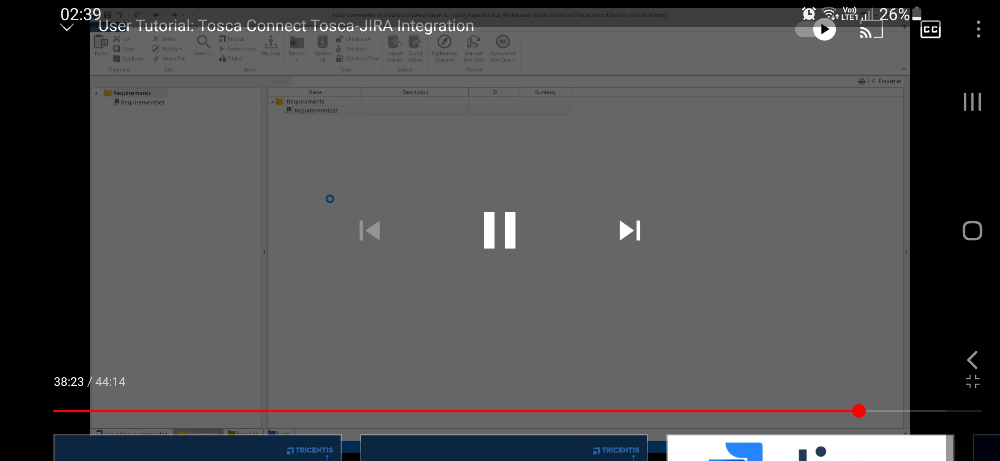 02:39
Vo))
LTE1
26%
Tosca Commander: VehicleInsuranceApplication (C:\Tosca_Projects\Tosca_Workspaces\ToscaConnectUser\ToscaConnectUser.tws [Branch: Master])
User Tutorial: Tosca Connect Tosca-JIRA Integration
CC
Paste
Cut
Copy
Duplicate
Clipboard
Delete
Modify
Attach File
Edit
Search...
Project
Scratchbook
Object
My Area
Go to
Section
Update
all
Checkin all
Checkout
Checkout Tree
Team
Import
Subset
Export
Subset
Subset
Exploratory
Scenario
Manual
Test Case
REC
Automated
Test Case
Record
Details
Properties
Requirements
RequirementSet
Name Description ID Summary
Requirements
RequirementSet
38:23 / 44:14
VehicleInsuranceApplication Requirements Execution Issues
TRICENTIS
TRICENTIS